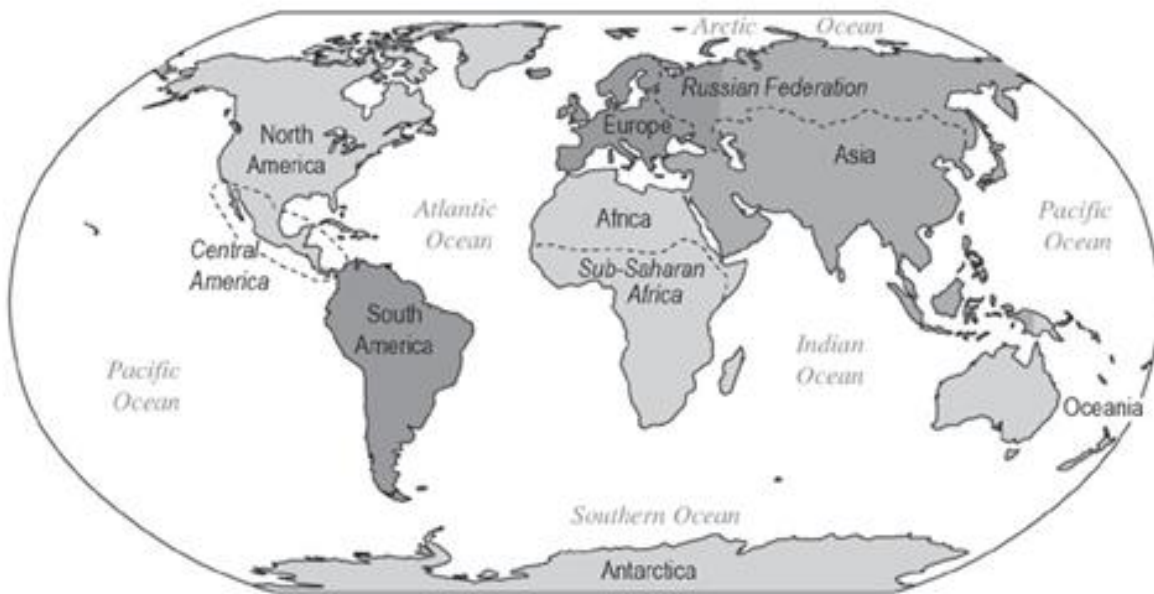 Arctic Ocean
Russian Federation
North
America
Europe
Asia
Atlantic
Ocean
Africa
Pacific
Ocean
Central
America
Sub-Saharan
Africa
South
America
Indian
Ocean
Pacific
Ocean
Oceania
Southern Ocean
Antarctica